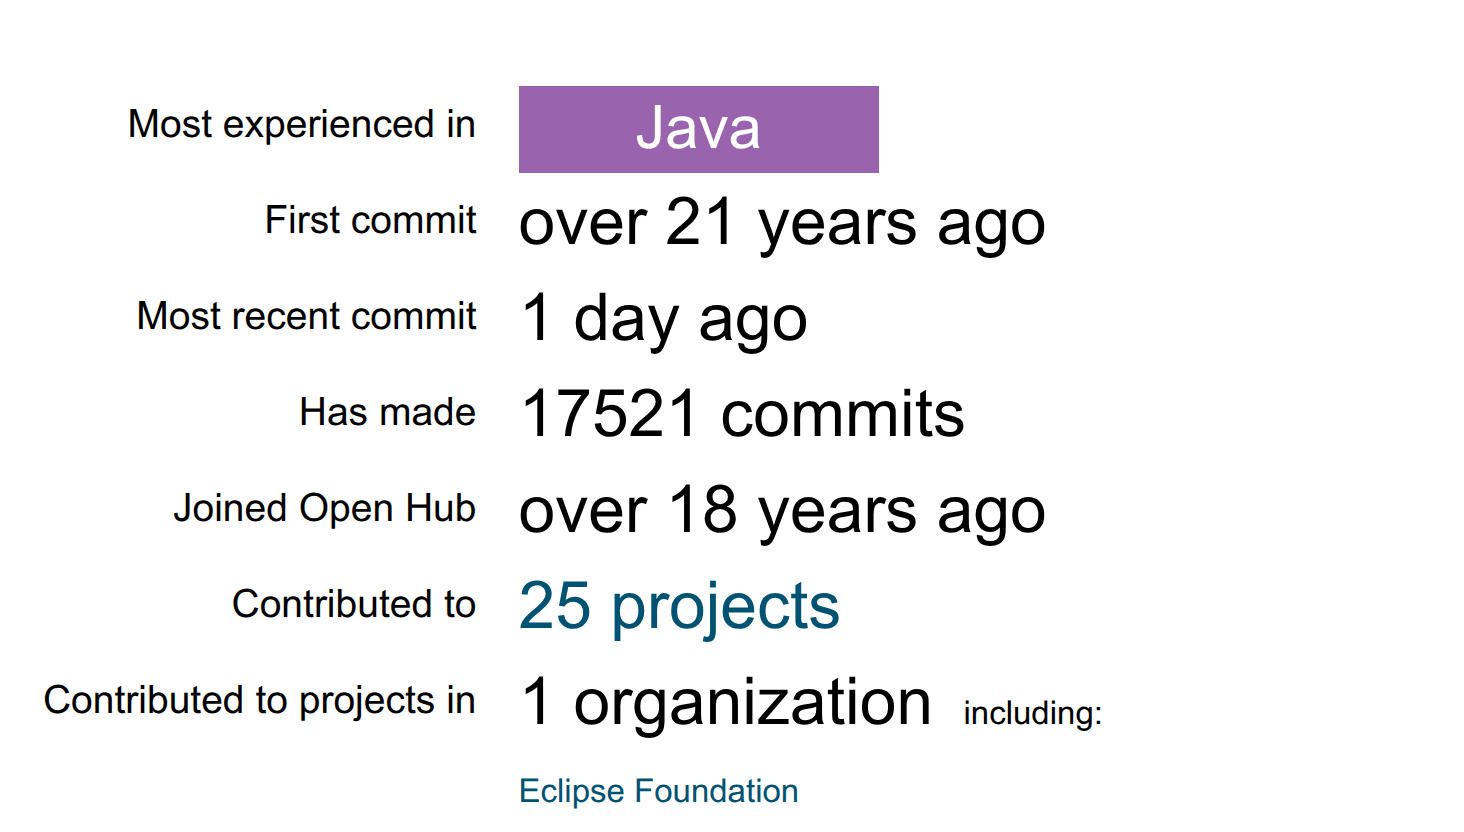 Most experienced in Java
First commit over 21 years ago
Most recent commit 1 day ago
Has made 17521 commits
Joined Open Hub over 18 years ago
Contributed to 25 projects
Contributed to projects in 1 organization including:
Eclipse Foundation